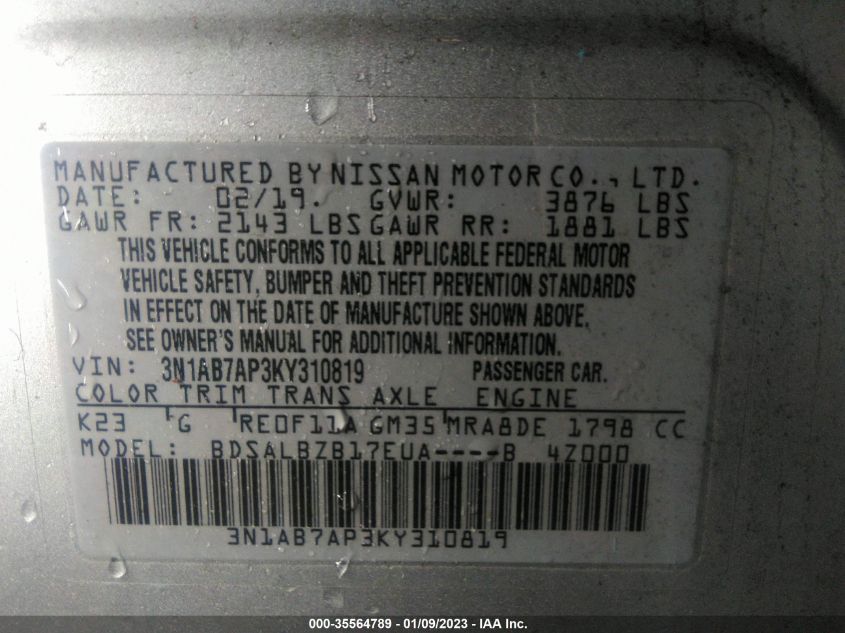 MANUFACTURED BY NISSAN MOTOR CO., LTD.
DATE: 02/19. GVWR: 3876 LBS
GAWR FR: 2143 LBS GAWR RR: 1881 LBS
THIS VEHICLE CONFORMS TO ALL APPLICABLE FEDERAL MOTOR
VEHICLE SAFETY, BUMPER AND THEFT PREVENTION STANDARDS
IN EFFECT ON THE DATE OF MANUFACTURE SHOWN ABOVE.
SEE OWNER'S MANUAL FOR ADDITIONAL INFORMATION.
VIN: 3N1AB7AP3KY310819 PASSENGER CAR.
COLOR TRIM TRANS AXLE ENGINE
K23 G RE0F11A GM35 MRA8DE 1798 CC
MODEL: BDSALBZB17EUA----B 4Z000
3N1AB7AP3KY310819
000-35564789 - 01/09/2023 - IAA Inc.